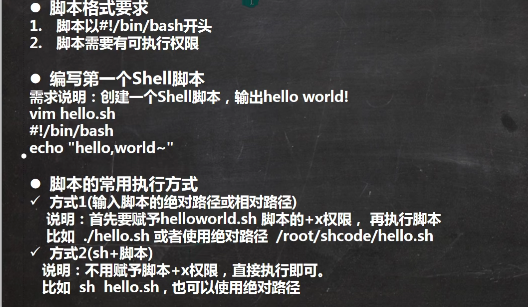 ● 脚本格式要求
1. 脚本以#!/bin/bash开头
2. 脚本需要有可执行权限
● 编写第一个Shell脚本
需求说明：创建一个Shell脚本，输出hello world!
vim hello.sh
#!/bin/bash
echo "hello,world~"
● 脚本的常用执行方式
✓ 方式1(输入脚本的绝对路径或相对路径)
说明：首先要赋予helloworld.sh 脚本的+x权限， 再执行脚本
比如 ./hello.sh 或者使用绝对路径 /root/shcode/hello.sh
✓ 方式2(sh+脚本)
说明：不用赋予脚本+x权限，直接执行即可。
比如 sh hello.sh，也可以使用绝对路径